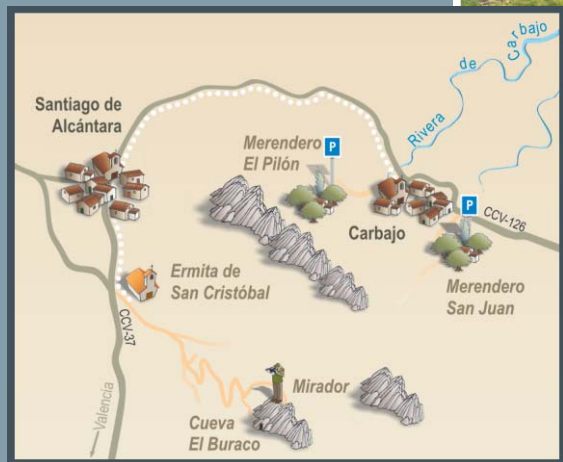 Rivera de Carbajo
Santiago de
Alcántara
Merendero
El Pilón
P
P
Carbajo
CCV-126
Ermita de
San Cristóbal
Merendero
San Juan
CCV-37
Mirador
Cueva
El Buraco
Valencia